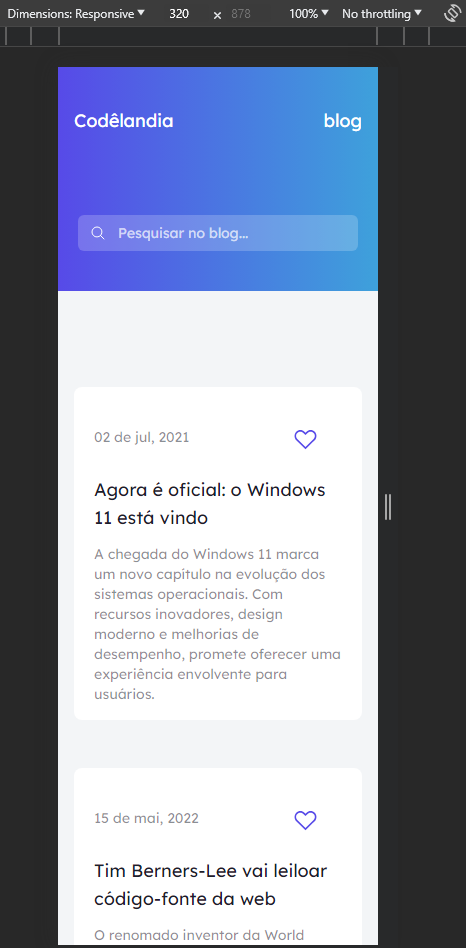 Dimensions: Responsive 320 × 878 100% No throttling
Codêlandia blog
Pesquisar no blog...
02 de jul, 2021
Agora é oficial: o Windows
11 está vindo
A chegada do Windows 11 marca
um novo capítulo na evolução dos
sistemas operacionais. Com
recursos inovadores, design
moderno e melhorias de
desempenho, promete oferecer uma
experiência envolvente para
usuários.
15 de mai, 2022
Tim Berners-Lee vai leiloar
código-fonte da web
O renomado inventor da World